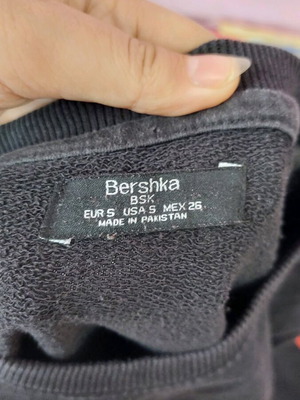 Bershka
BSK
EUR S USA S MEX 26
MADE IN PAKISTAN